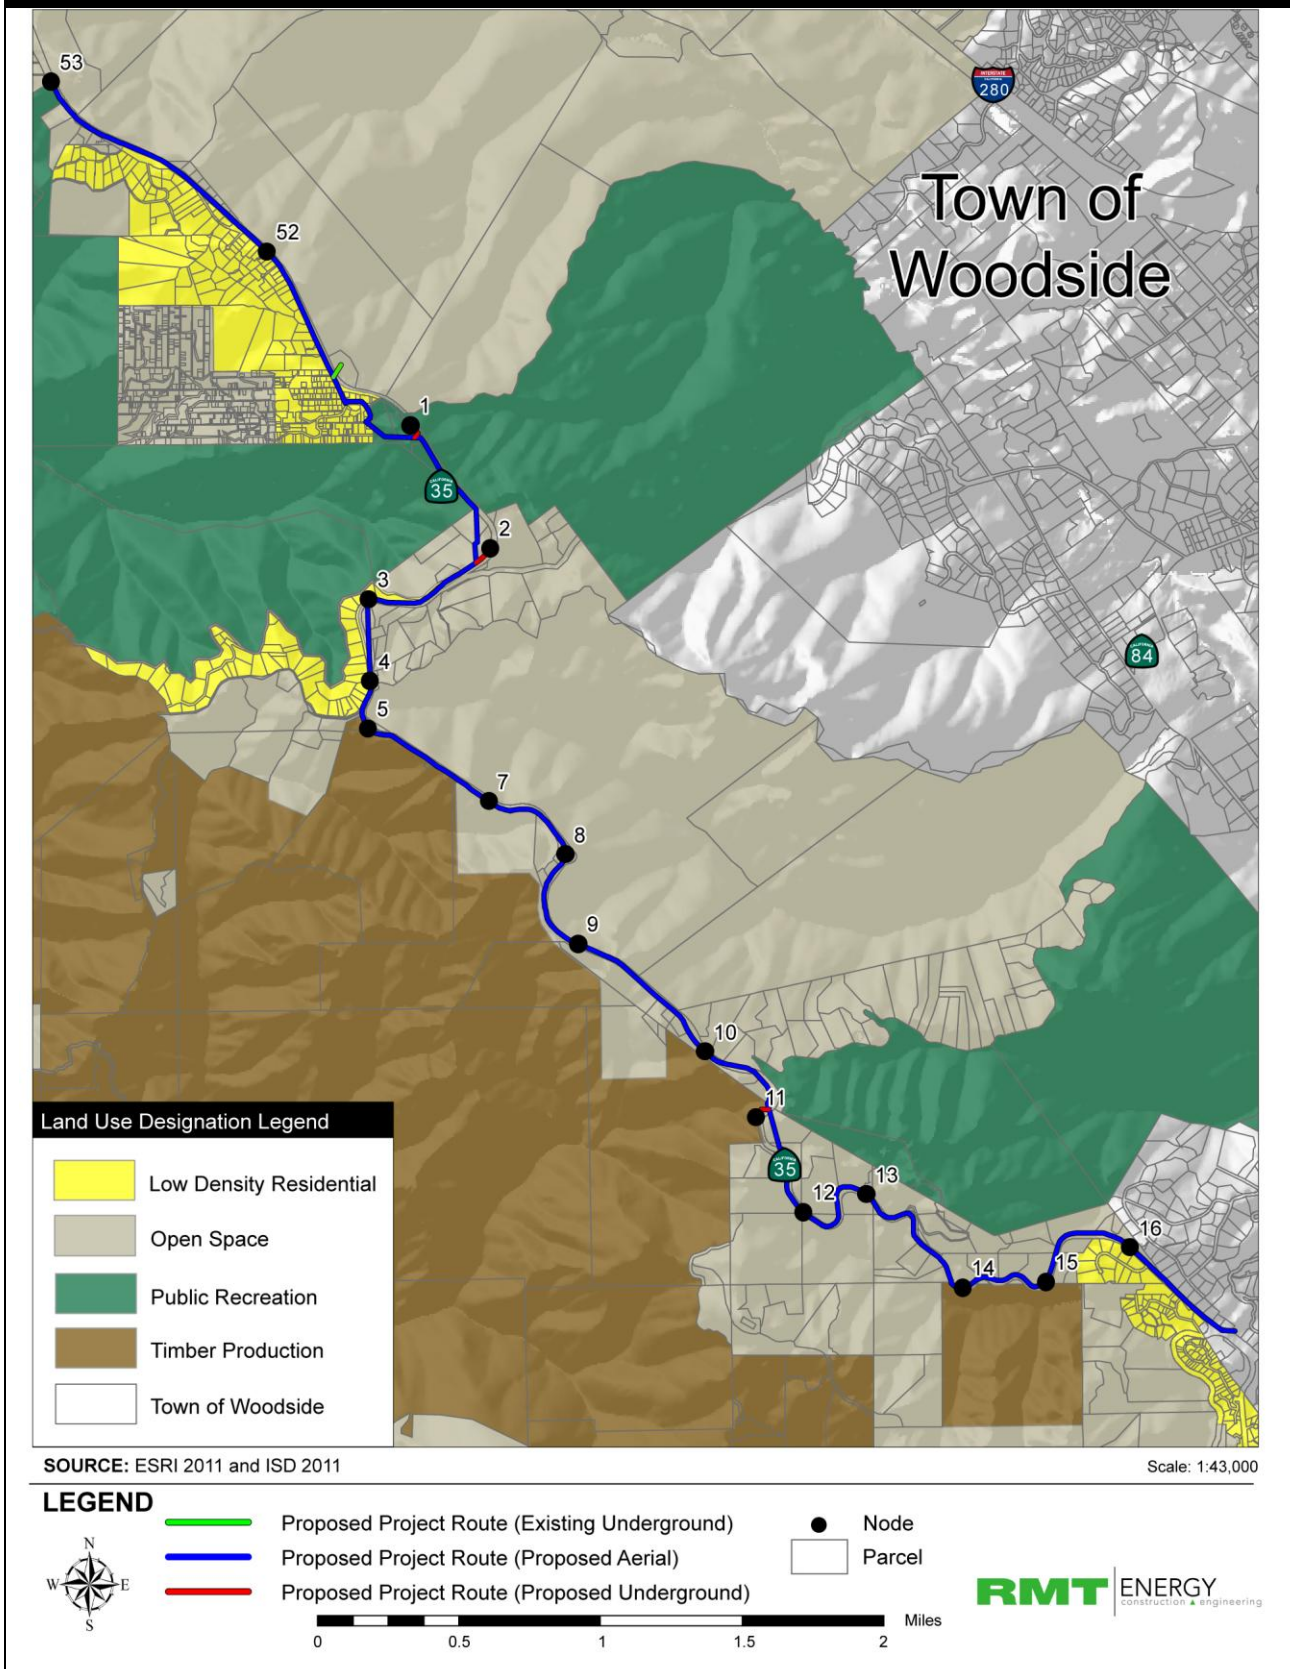 53
INTERSTATE
CALIFORNIA
280
Town of
Woodside
52
1
CALIFORNIA
35
2
3
4
CALIFORNIA
84
5
7
8
9
10
11
CALIFORNIA
35
12
13
14
15
16
Land Use Designation Legend
Low Density Residential
Open Space
Public Recreation
Timber Production
Town of Woodside
SOURCE: ESRI 2011 and ISD 2011
Scale: 1:43,000
LEGEND
Proposed Project Route (Existing Underground)
Proposed Project Route (Proposed Aerial)
Proposed Project Route (Proposed Underground)
Node
Parcel
N
W E
S
0 0.5 1 1.5 2 Miles
RMT ENERGY
construction & engineering